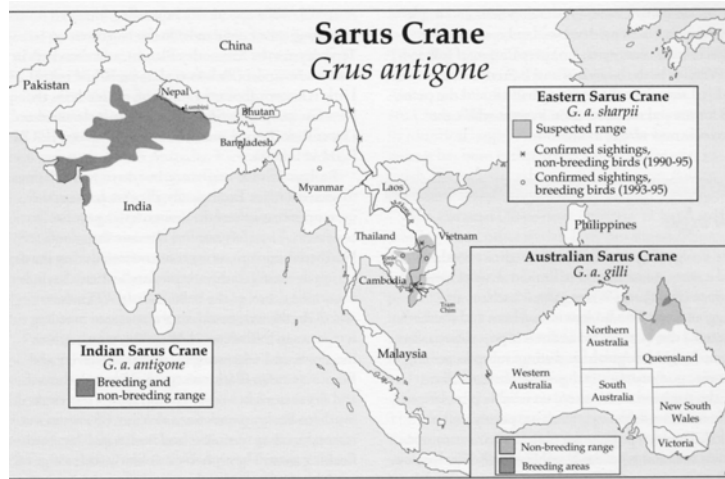 Sarus Crane
Grus antigone
China
Pakistan
Nepal
Lumbini
Bhutan
Bangladesh
India
Myanmar
Laos
Thailand
Vietnam
Cambodia
Malaysia
Philippines
Eastern Sarus Crane
G. a. sharpii
Suspected range
Confirmed sightings,
non-breeding birds (1990-95)
Confirmed sightings,
breeding birds (1993-95)
Indian Sarus Crane
G. a. antigone
Breeding and
non-breeding range
Australian Sarus Crane
G. a. gilli
Northern
Australia
Queensland
Western
Australia
South
Australia
New South
Wales
Victoria
Non-breeding range
Breeding areas